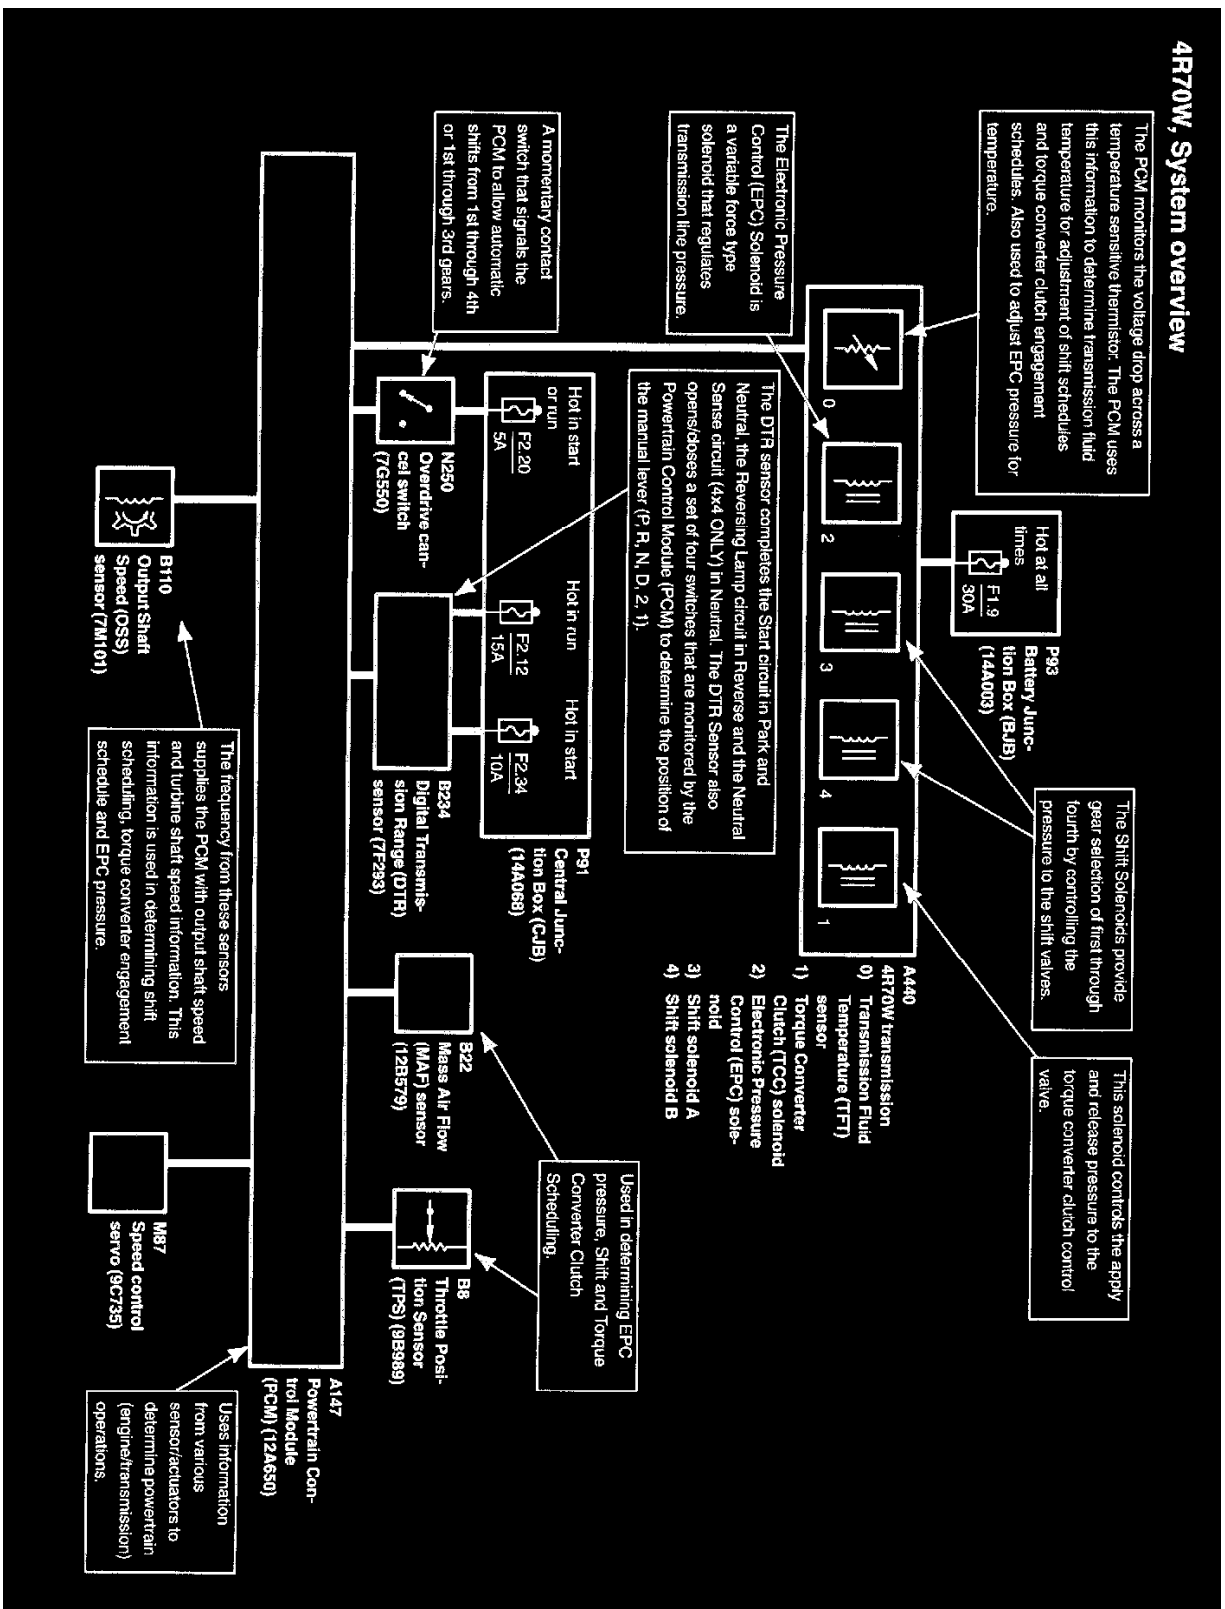 4R70W, System overview
The PCM monitors the voltage drop across a
temperature sensitive thermistor. The PCM uses
this information to determine transmission fluid
temperature for adjustment of shift schedules
and torque converter clutch engagement
schedules. Also used to adjust EPC pressure for
temperature.
The Shift Solenoids provide
gear selection of first through
fourth by controlling the
pressure to the shift valves.
This solenoid controls the apply
and release pressure to the
torque converter clutch control
valve.
Hot at all
times
F1.9
30A
P93
Battery Junc-
tion Box (BJB)
(14A003)
The Electronic Pressure
Control (EPC) Solenoid is
a variable force type
solenoid that regulates
transmission line pressure.
0
2
3
4
1
A440
4R70W transmission
0) Transmission Fluid
Temperature (TFT)
sensor
1) Torque Converter
Clutch (TCC) solenoid
2) Electronic Pressure
Control (EPC) sole-
noid
3) Shift solenoid A
4) Shift solenoid B
The DTR sensor completes the Start circuit in Park and
Neutral, the Reversing Lamp circuit in Reverse and the Neutral
Sense circuit (4x4 ONLY) in Neutral. The DTR Sensor also
opens/closes a set of four switches that are monitored by the
Powertrain Control Module (PCM) to determine the position of
the manual lever (P, R, N, D, 2, 1).
A momentary contact
switch that signals the
PCM to allow automatic
shifts from 1st through 4th
or 1st through 3rd gears.
Used in determining EPC
pressure, Shift and Torque
Converter Clutch
Scheduling.
Hot in start
or run
F2.20
5A
Hot in run
F2.12
15A
Hot in start
F2.34
10A
P91
Central Junc-
tion Box (CJB)
(14A068)
N250
Overdrive can-
cel switch
(7G550)
B234
Digital Transmis-
sion Range (DTR)
sensor (7F293)
B22
Mass Air Flow
(MAF) sensor
(12B579)
B8
Throttle Posi-
tion Sensor
(TPS) (9B989)
A147
Powertrain Con-
trol Module
(PCM) (12A650)
B110
Output Shaft
Speed (OSS)
sensor (7M101)
The frequency from these sensors
supplies the PCM with output shaft speed
and turbine shaft speed information. This
information is used in determining shift
scheduling, torque converter engagement
schedule and EPC pressure.
M87
Speed control
servo (9C735)
Uses information
from various
sensor/actuators to
determine powertrain
(engine/transmission)
operations.